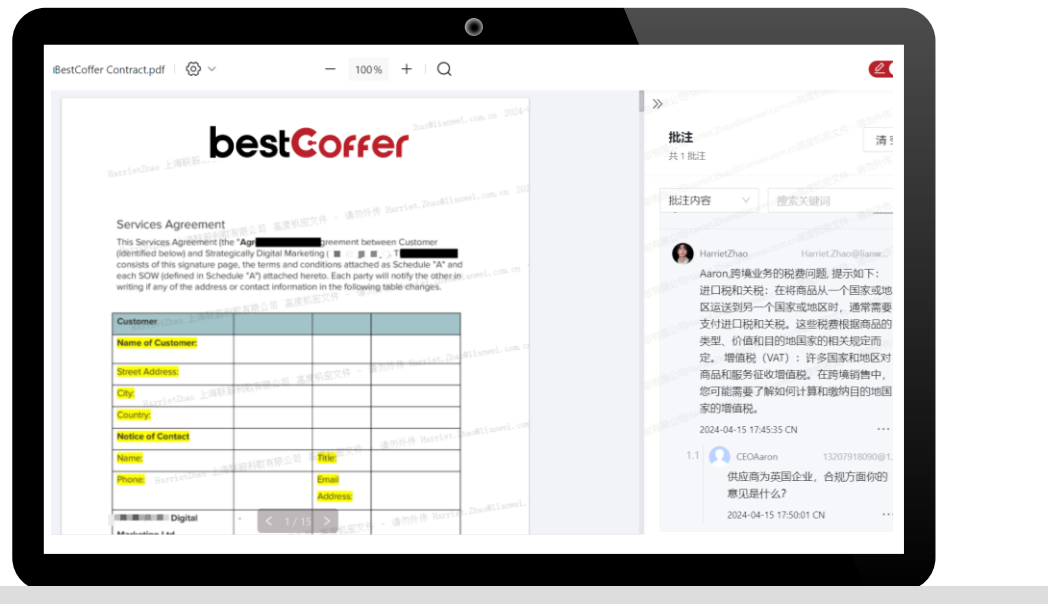 BestCoffer Contract.pdf
100%
bestCoffer
Services Agreement
This Services Agreement (the "Agr greement between Customer
(identified below) and Strategically Digital Marketing (
consists of this signature page, the terms and conditions attached as Schedule "A" and
each SOW (defined in Schedule "A") attached hereto. Each party will notify the other in
writing if any of the address or contact information in the following table changes.
Customer
Name of Customer:
Street Address:
City:
Country:
Notice of Contact
Name: Title:
Phone: Email
Address:
Digital
Marketing Ltd
1 / 15
批注
共 1 批注
清
批注内容
搜索关键词
HarrietZhao Harriet.Zhao@lianw...
Aaron,跨境业务的税费问题, 提示如下:
进口税和关税：在将商品从一个国家或地
区运送到另一个国家或地区时，通常需要
支付进口税和关税。这些税费根据商品的
类型、价值和目的地国家的相关规定而
定。 增值税（VAT）：许多国家和地区对
商品和服务征收增值税。在跨境销售中，
您可能需要了解如何计算和缴纳目的地国
家的增值税。
2024-04-15 17:45:35 CN
1.1 CEOAaron 13207918090@1.
供应商为英国企业，合规方面你的
意见是什么?
2024-04-15 17:50:01 CN